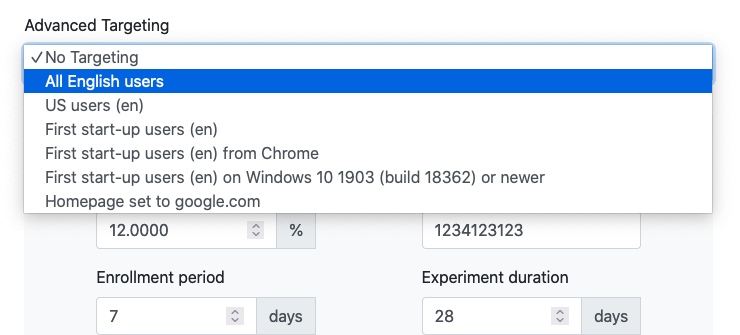 Advanced Targeting
✓No Targeting
All English users
US users (en)
First start-up users (en)
First start-up users (en) from Chrome
First start-up users (en) on Windows 10 1903 (build 18362) or newer
Homepage set to google.com
12.0000 % 1234123123
Enrollment period Experiment duration
7 days 28 days